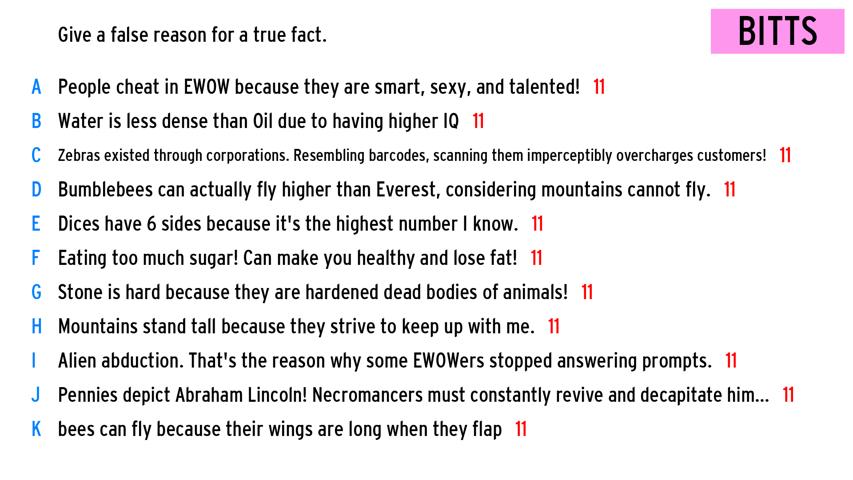 Give a false reason for a true fact.
BITTS
A People cheat in EWOW because they are smart, sexy, and talented! 11
B Water is less dense than Oil due to having higher IQ 11
C Zebras existed through corporations. Resembling barcodes, scanning them imperceptibly overcharges customers! 11
D Bumblebees can actually fly higher than Everest, considering mountains cannot fly. 11
E Dices have 6 sides because it's the highest number I know. 11
F Eating too much sugar! Can make you healthy and lose fat! 11
G Stone is hard because they are hardened dead bodies of animals! 11
H Mountains stand tall because they strive to keep up with me. 11
I Alien abduction. That's the reason why some EWOWers stopped answering prompts. 11
J Pennies depict Abraham Lincoln! Necromancers must constantly revive and decapitate him... 11
K bees can fly because their wings are long when they flap 11